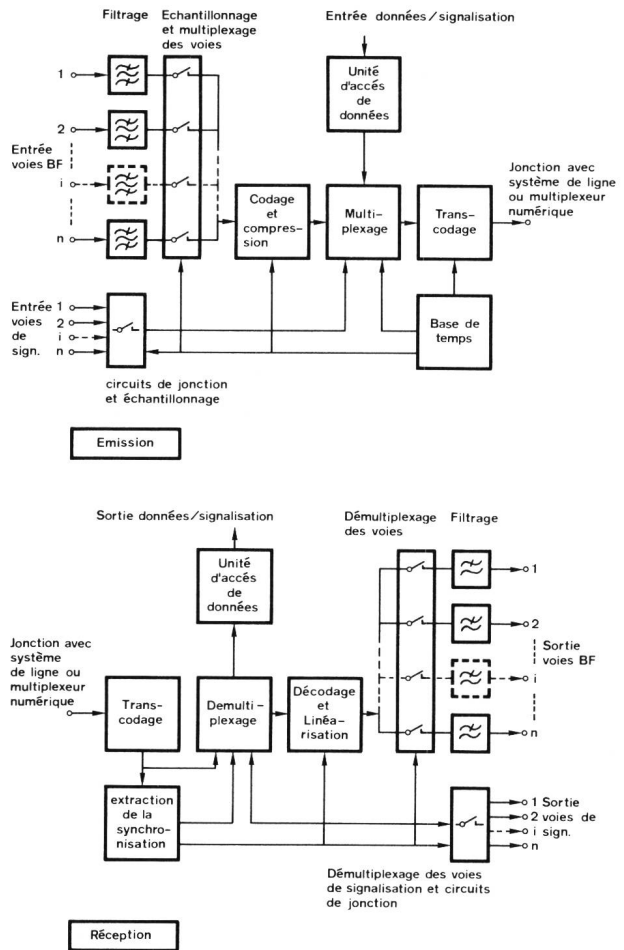 Filtrage
Echantillonnage
et multiplexage
des voies
Entrée données/signalisation
Unité
d'accés
de
données
1
2
Entrée
voies BF
i
n
Codage
et
compres-
sion
Multi-
plexage
Trans-
codage
Jonction avec
système de ligne
ou multiplexeur
numérique
Entrée 1
voies 2
de i
sign. n
Base de
temps
circuits de jonction
et échantillonnage
Emission
Sortie données/signalisation
Démultiplexage
des voies
Filtrage
Unité
d'accés
de
données
1
2
Sortie
voies BF
i
n
Jonction avec
système
de ligne ou
multiplexeur
numérique
Trans-
codage
Demulti-
plexage
Décodage
et
Linéa-
risation
extraction
de la
synchro-
nisation
1 Sortie
2 voies de
i sign.
n
Démultiplexage des voies
de signalisation et circuits
de jonction
Réception